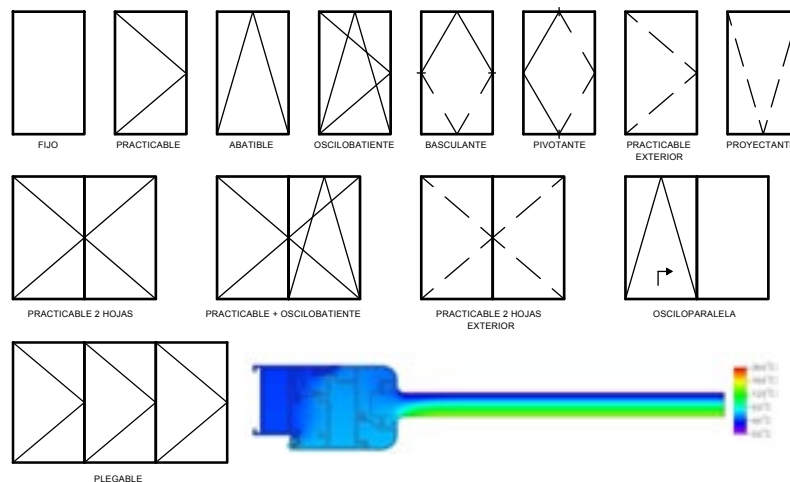 FIJO
PRACTICABLE
ABATIBLE
OSCILOBATIENTE
BASCULANTE
PIVOTANTE
PRACTICABLE
EXTERIOR
PROYECTANTE
PRACTICABLE 2 HOJAS
PRACTICABLE + OSCILOBATIENTE
PRACTICABLE 2 HOJAS
EXTERIOR
OSCILOPARALELA
PLEGABLE